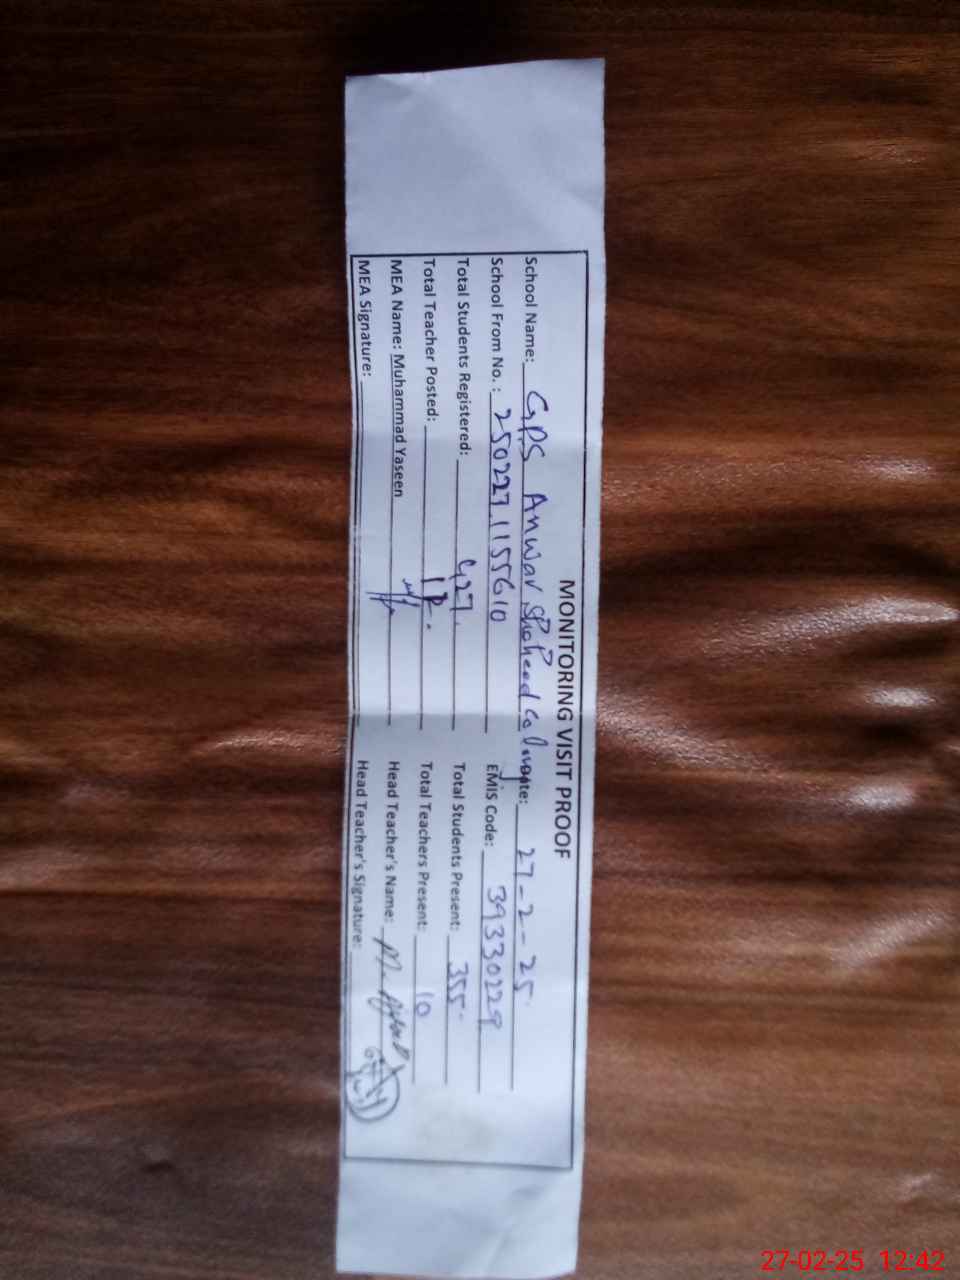 MONITORING VISIT PROOF
School Name: GPS Anwar Shaheed Colony Date: 27-2-25
School From No. : 2502271155610 EMIS Code: 39330229
Total Students Registered: 427. Total Students Present: 355
Total Teacher Posted: 12. Total Teachers Present: 10
MEA Name: Muhammad Yaseen Head Teacher's Name:
MEA Signature: Head Teacher's Signature:
27-02-25 12:42